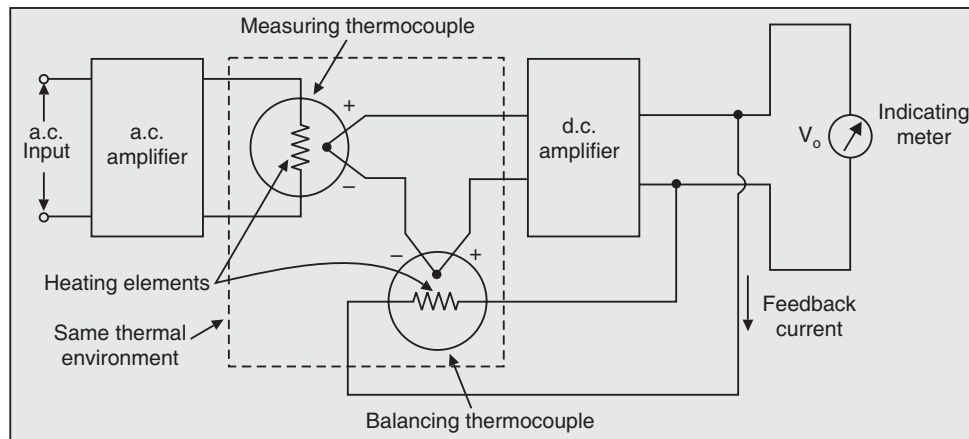 Measuring thermocouple
a.c.
Input
a.c.
amplifier
+
−
d.c.
amplifier
Vo
Indicating
meter
−
+
Heating elements
Same thermal
environment
Feedback
current
Balancing thermocouple